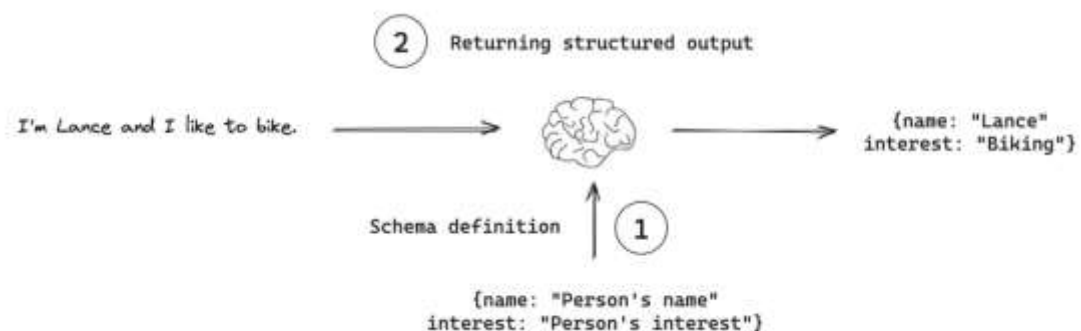 2 Returning structured output
I'm Lance and I like to bike.
{name: "Lance"
interest: "Biking"}
Schema definition 1
{name: "Person's name"
interest: "Person's interest"}